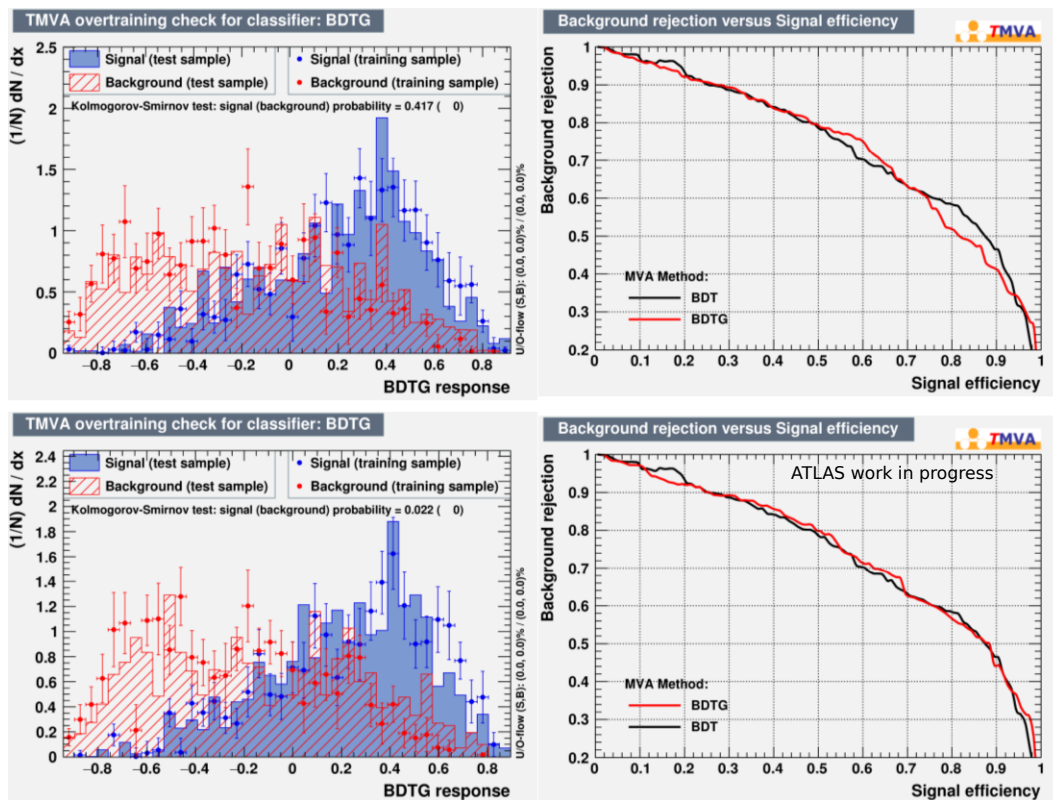 TMVA overtraining check for classifier: BDTG
(1/N) dN / dx
2.5
2
1.5
1
0.5
0
Signal (test sample)
Background (test sample)
Signal (training sample)
Background (training sample)
Kolmogorov-Smirnov test: signal (background) probability = 0.417 ( 0)
U/O-flow (S,B): (0.0, 0.0)% / (0.0, 0.0)%
−0.8 −0.6 −0.4 −0.2 0 0.2 0.4 0.6 0.8
BDTG response
Background rejection versus Signal efficiency
TMVA
Background rejection
1
0.9
0.8
0.7
0.6
0.5
0.4
0.3
0.2
MVA Method:
BDT
BDTG
0 0.1 0.2 0.3 0.4 0.5 0.6 0.7 0.8 0.9 1
Signal efficiency
TMVA overtraining check for classifier: BDTG
(1/N) dN / dx
2.4
2.2
2
1.8
1.6
1.4
1.2
1
0.8
0.6
0.4
0.2
0
Signal (test sample)
Background (test sample)
Signal (training sample)
Background (training sample)
Kolmogorov-Smirnov test: signal (background) probability = 0.022 ( 0)
U/O-flow (S,B): (0.0, 0.0)% / (0.0, 0.0)%
−0.8 −0.6 −0.4 −0.2 0 0.2 0.4 0.6 0.8
BDTG response
Background rejection versus Signal efficiency
TMVA
ATLAS work in progress
Background rejection
1
0.9
0.8
0.7
0.6
0.5
0.4
0.3
0.2
MVA Method:
BDTG
BDT
0 0.1 0.2 0.3 0.4 0.5 0.6 0.7 0.8 0.9 1
Signal efficiency